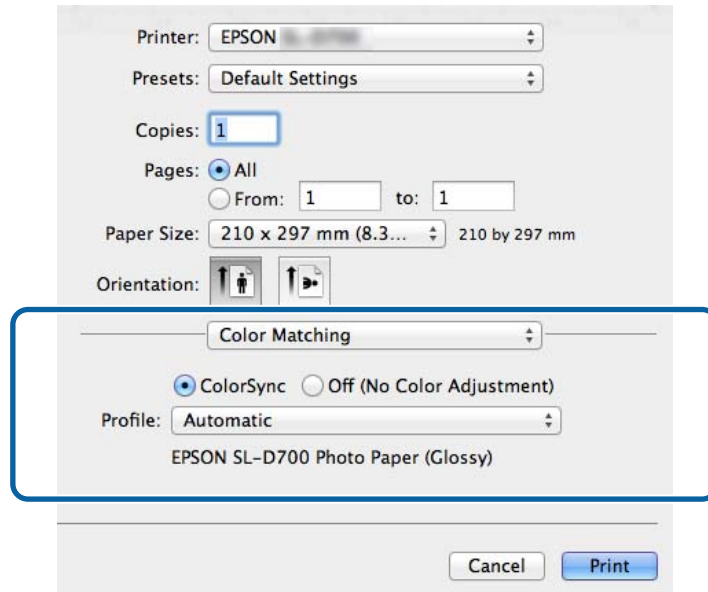 Printer: EPSON
Presets: Default Settings
Copies: 1
Pages: All
From: 1 to: 1
Paper Size: 210 x 297 mm (8.3... 210 by 297 mm
Orientation:
Color Matching
ColorSync Off (No Color Adjustment)
Profile: Automatic
EPSON SL-D700 Photo Paper (Glossy)
Cancel Print